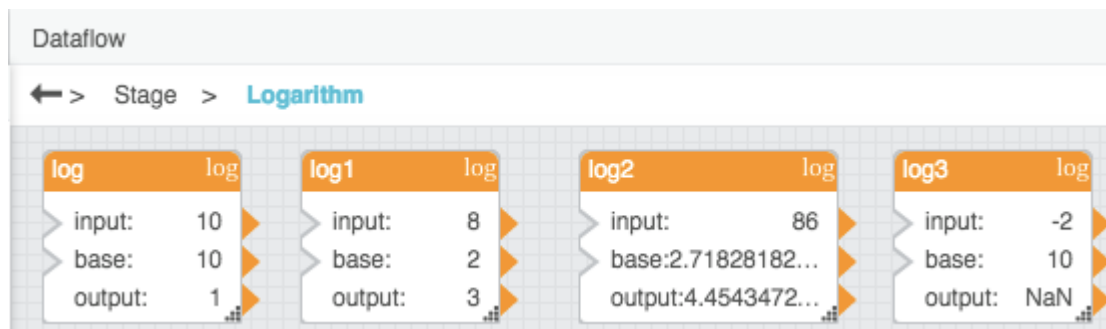 Dataflow
> Stage > Logarithm
log log log1 log log2 log log3 log
input: 10 input: 8 input: 86 input: -2
base: 10 base: 2 base:2.71828182... base: 10
output: 1 output: 3 output:4.4543472... output: NaN